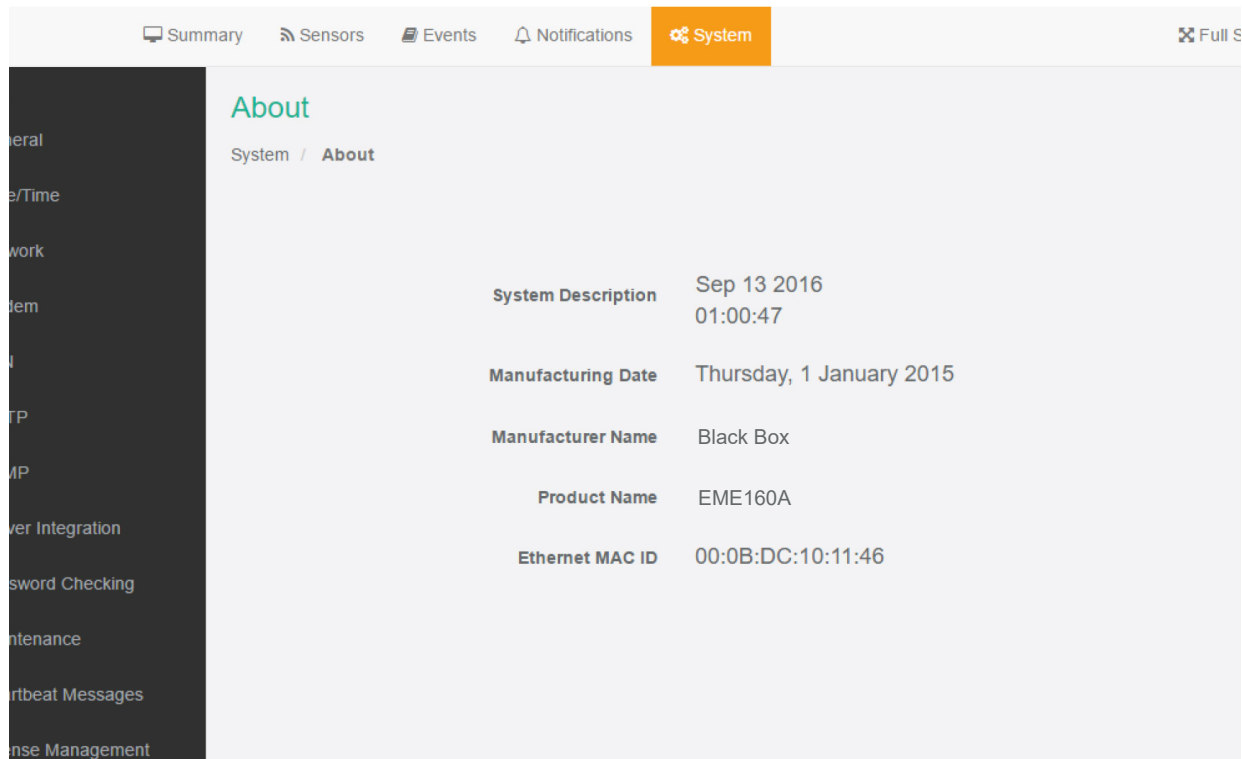 Summary Sensors Events Notifications System Full S
About
System / About
neral
e/Time
work
dem
N
TP
MP
ver Integration
sword Checking
ntenance
rtbeat Messages
ense Management
System Description Sep 13 2016
01:00:47
Manufacturing Date Thursday, 1 January 2015
Manufacturer Name Black Box
Product Name EME160A
Ethernet MAC ID 00:0B:DC:10:11:46